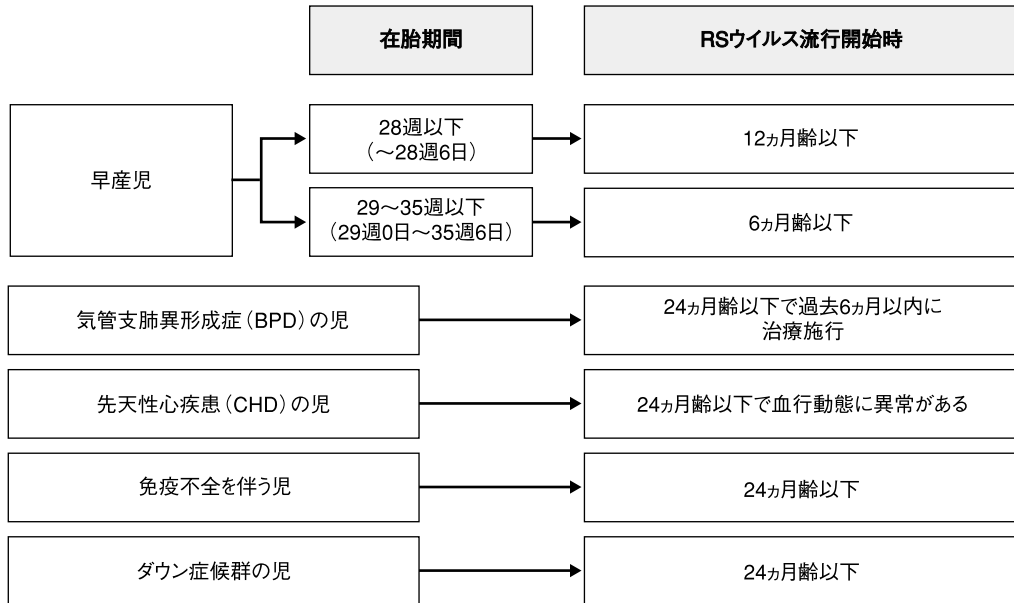 在胎期間
RSウイルス流行開始時
早産児
28週以下
（～28週6日）
12ヵ月齢以下
29～35週以下
（29週0日～35週6日）
6ヵ月齢以下
気管支肺異形成症（BPD）の児
24ヵ月齢以下で過去6ヵ月以内に
治療施行
先天性心疾患（CHD）の児
24ヵ月齢以下で血行動態に異常がある
免疫不全を伴う児
24ヵ月齢以下
ダウン症候群の児
24ヵ月齢以下